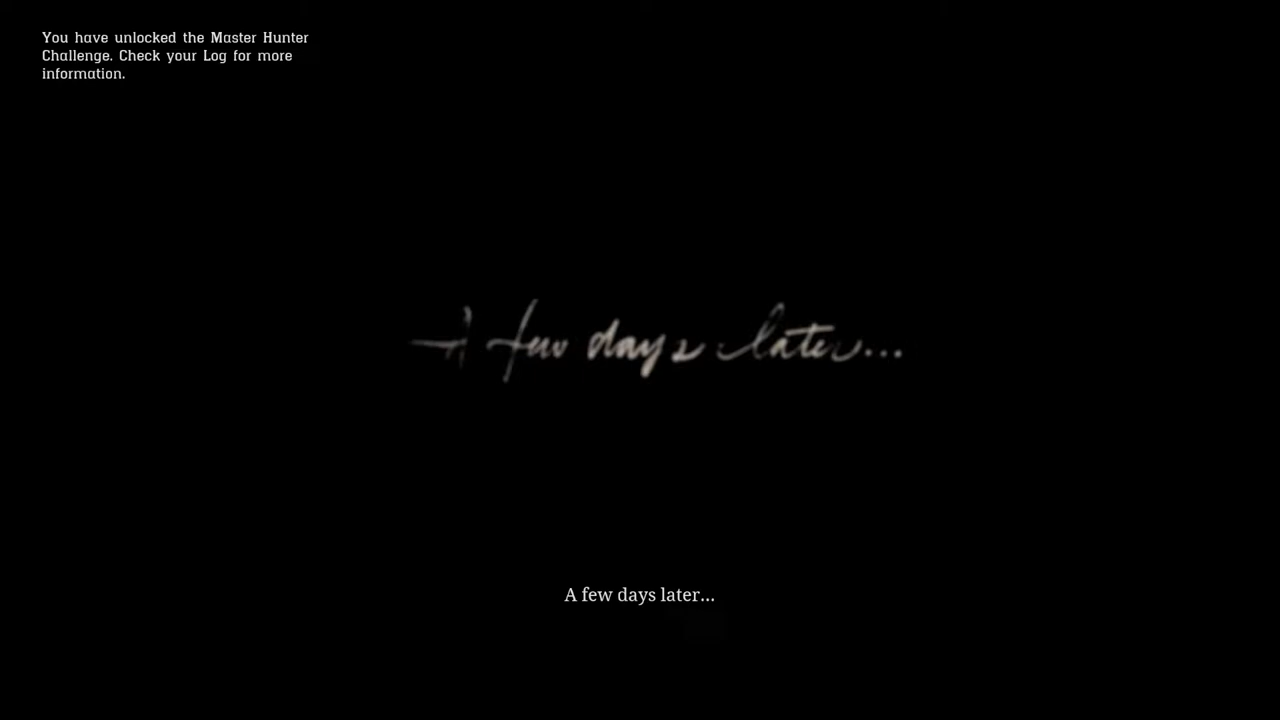 You have unlocked the Master Hunter
Challenge. Check your Log for more
information.
A few days later...
A few days later...